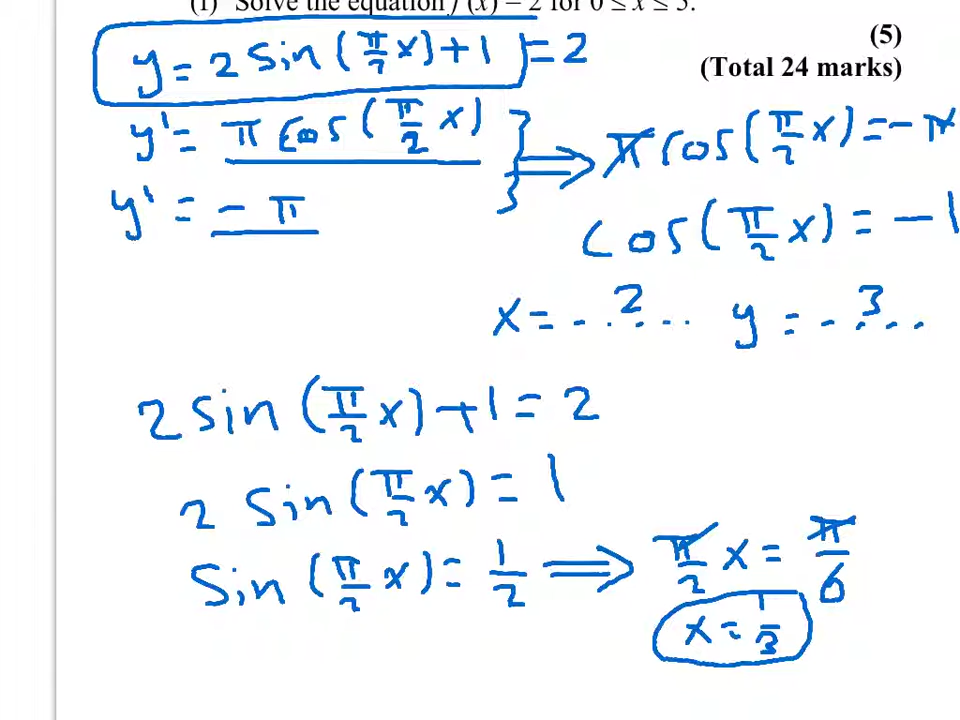 (f) Solve the equation f (x) = 2 for 0 ≤ x ≤ 5.
(5)
(Total 24 marks)
y = 2 sin (π/2 x) + 1 = 2
y' = π cos (π/2 x)
y' = - π
⇒ π cos (π/2 x) = - π
cos (π/2 x) = - 1
x = - . 2 . . . y = - . 3 . . .
2 sin (π/2 x) + 1 = 2
2 sin (π/2 x) = 1
sin (π/2 x) = 1/2 ⇒ π/2 x = π/6
x = 1/3